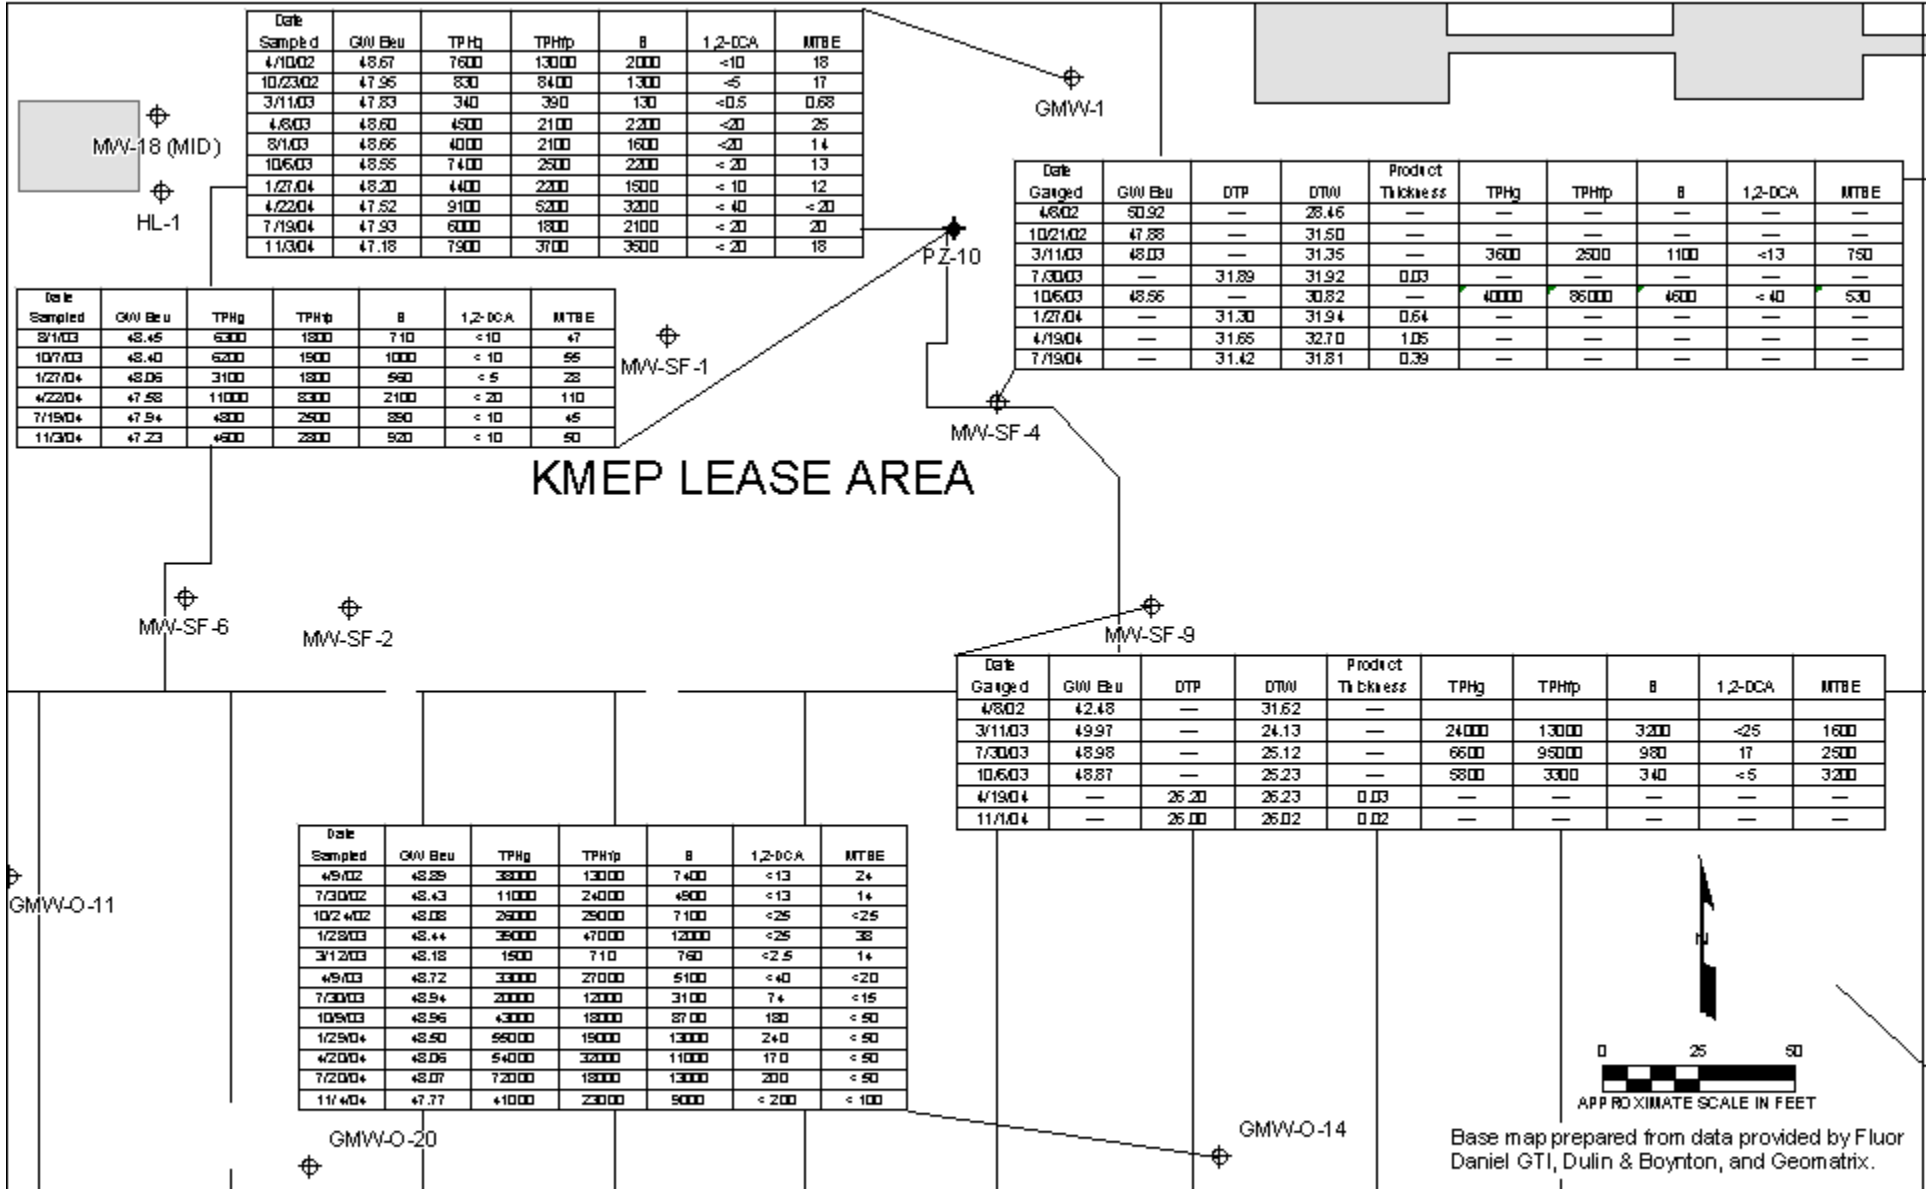 Date
Sampled GW Elev TPHg TPHfp B 1,2-DCA MTBE
4/10/02 48.67 7600 13000 2000 <10 18
10/23/02 47.95 830 8400 1300 <5 17
3/11/03 47.83 340 390 130 <0.5 0.68
4/8/03 48.60 4500 2100 2200 <20 25
8/1/03 48.66 4000 2100 1600 <20 14
10/6/03 48.55 7400 2500 2200 < 20 13
1/27/04 48.20 4400 2200 1500 < 10 12
4/22/04 47.52 9100 5200 3200 < 40 < 20
7/19/04 47.93 6000 1800 2100 < 20 20
11/3/04 47.18 7900 3700 3500 < 20 18
GMW-1
MW-18 (MID)
HL-1
PZ-10
Date Product
Gauged GW Elev DTP DTW Thickness TPHg TPHfp B 1,2-DCA MTBE
4/8/02 50.92 — 28.46 — — — — — —
10/21/02 47.88 — 31.50 — — — — — —
3/11/03 48.03 — 31.35 — 3600 2500 1100 <13 750
7/30/03 — 31.89 31.92 0.03 — — — — —
10/6/03 48.56 — 30.82 — 40000 86000 4600 < 40 530
1/27/04 — 31.30 31.94 0.64 — — — — —
4/19/04 — 31.65 32.70 1.05 — — — — —
7/19/04 — 31.42 31.81 0.39 — — — — —
Date
Sampled GW Elev TPHg TPHfp B 1,2-DCA MTBE
8/1/03 48.45 6300 1800 710 <10 47
10/7/03 48.40 6200 1900 1000 < 10 55
1/27/04 48.06 3100 1800 560 < 5 28
4/22/04 47.58 11000 8300 2100 < 20 110
7/19/04 47.94 4800 2500 890 < 10 45
11/3/04 47.23 4600 2800 920 < 10 50
MW-SF-1
MW-SF-4
KMEP LEASE AREA
MW-SF-6
MW-SF-2
MW-SF-9
Date Product
Gauged GW Elev DTP DTW Thickness TPHg TPHfp B 1,2-DCA MTBE
4/8/02 42.48 — 31.62 —
3/11/03 49.97 — 24.13 — 24000 13000 3200 <25 1600
7/30/03 48.98 — 25.12 — 6600 95000 980 17 2500
10/6/03 48.87 — 25.23 — 5800 3300 340 <5 3200
4/19/04 — 26.20 26.23 0.03 — — — — —
11/1/04 — 26.00 26.02 0.02 — — — — —
Date
Sampled GW Elev TPHg TPHfp B 1,2-DCA MTBE
4/9/02 48.89 38000 13000 7400 <13 24
7/30/02 48.43 11000 24000 4900 <13 14
10/24/02 48.08 26000 29000 7100 <25 <25
1/28/03 48.44 39000 47000 12000 <25 38
3/12/03 48.18 1500 710 760 <2.5 14
4/9/03 48.72 33000 27000 5100 <40 <20
7/30/03 48.94 20000 12000 3100 74 <15
10/9/03 48.96 43000 18000 8700 180 < 50
1/29/04 48.50 55000 19000 13000 240 < 50
4/20/04 48.06 54000 32000 11000 170 < 50
7/20/04 48.07 72000 18000 13000 200 < 50
11/4/04 47.77 41000 23000 9000 < 200 < 100
GMW-O-11
GMW-O-20
GMW-O-14
N
0 25 50
APPROXIMATE SCALE IN FEET
Base map prepared from data provided by Fluor
Daniel GTI, Dulin & Boynton, and Geomatrix.